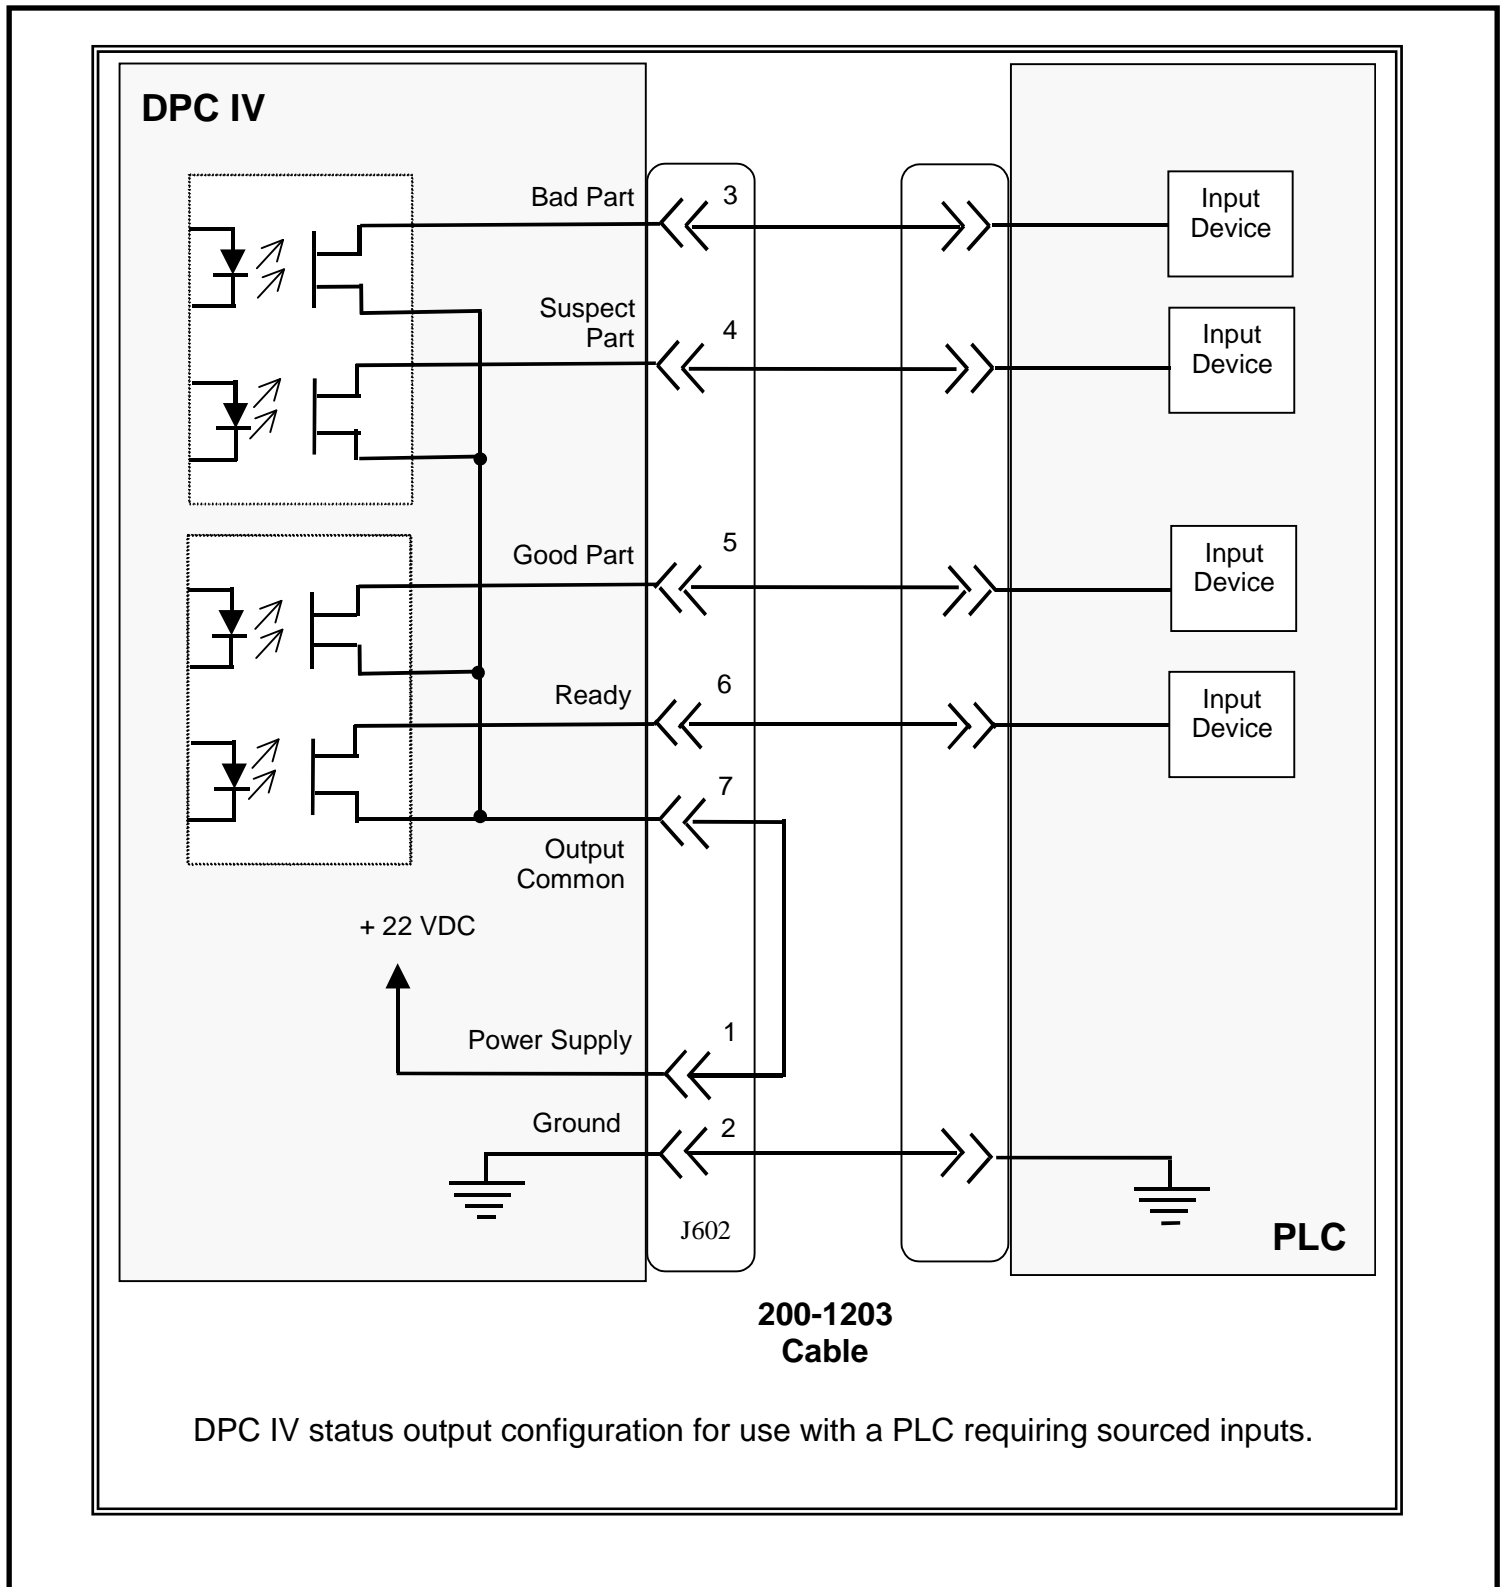 DPC IV
Bad Part
3
Input
Device
Suspect
Part
4
Input
Device
Good Part
5
Input
Device
Ready
6
Input
Device
7
Output
Common
+ 22 VDC
Power Supply
1
Ground
2
J602
PLC
200-1203
Cable
DPC IV status output configuration for use with a PLC requiring sourced inputs.